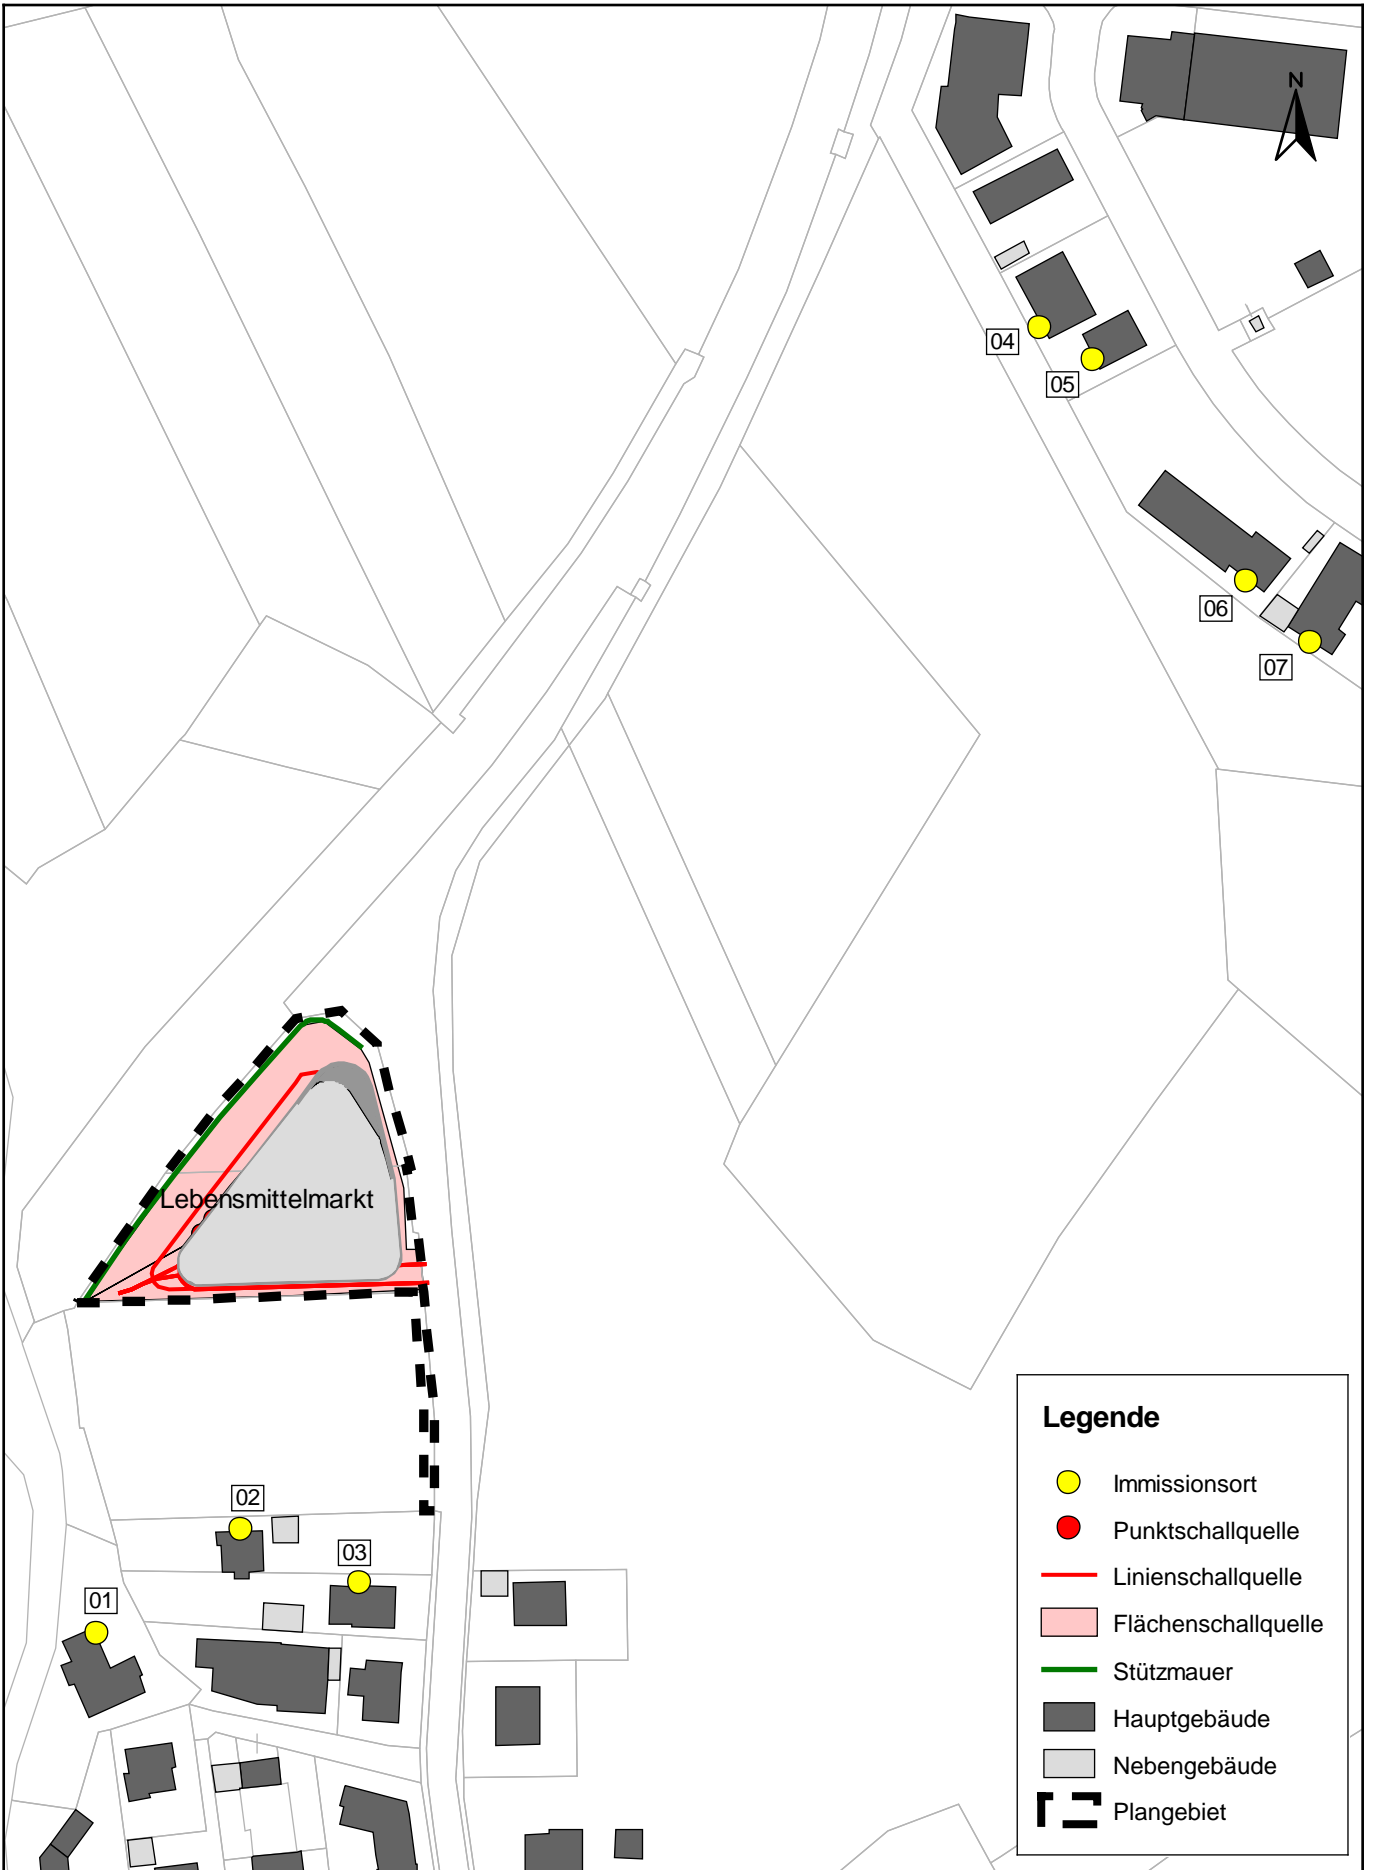 N
04
05
06
07
Lebensmittelmarkt
02
03
01
Legende
Immissionsort
Punktschallquelle
Linienschallquelle
Flächenschallquelle
Stützmauer
Hauptgebäude
Nebengebäude
Plangebiet